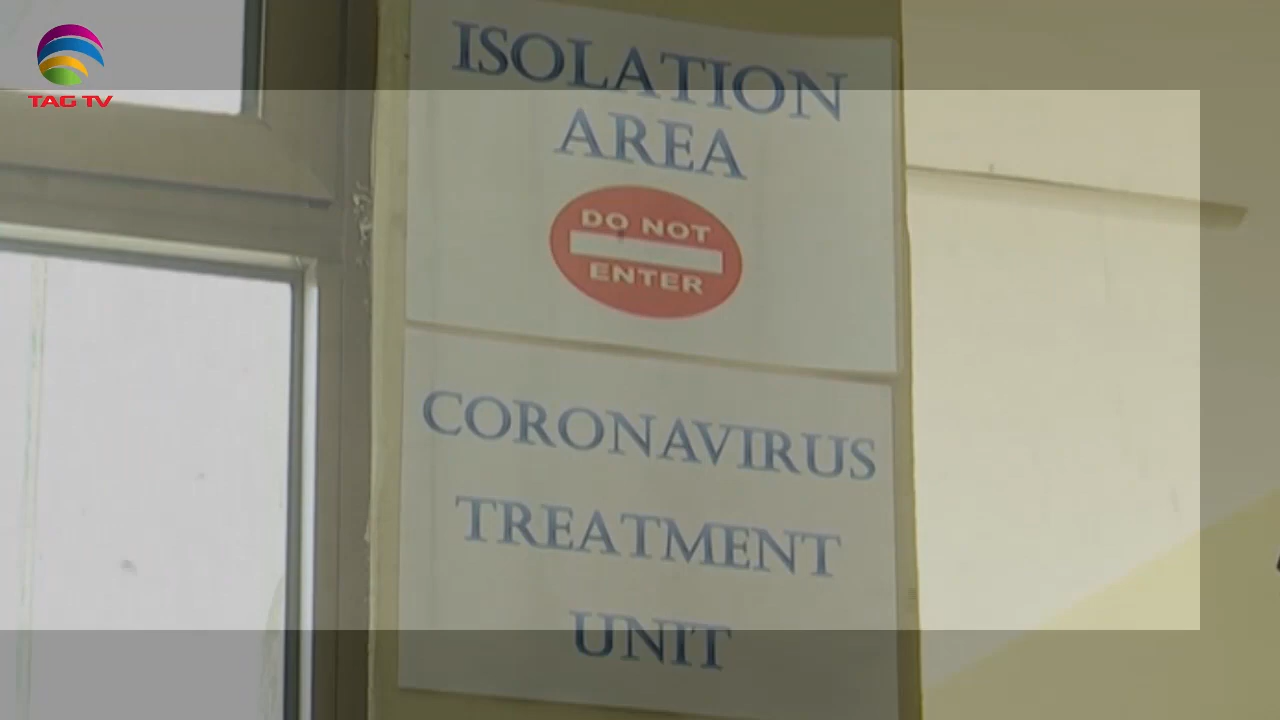 TAG TV
ISOLATION
AREA
DO NOT
ENTER
CORONAVIRUS
TREATMENT
UNIT